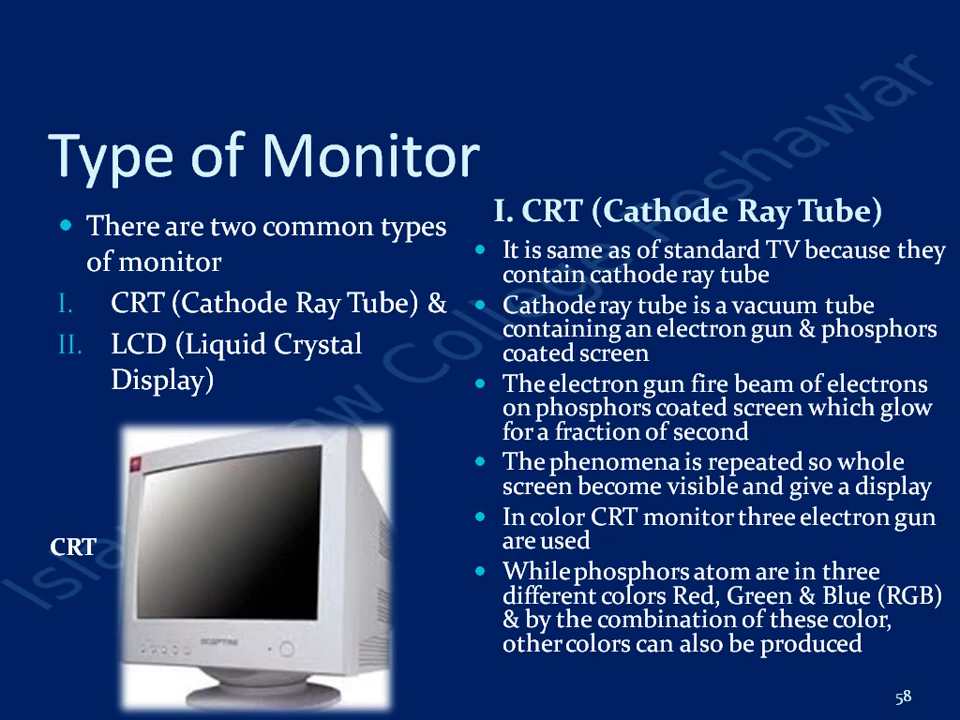 Type of Monitor
• There are two common types
of monitor
I. CRT (Cathode Ray Tube) &
II. LCD (Liquid Crystal
Display)
CRT
SCEPTRE
I. CRT (Cathode Ray Tube)
• It is same as of standard TV because they
contain cathode ray tube
• Cathode ray tube is a vacuum tube
containing an electron gun & phosphors
coated screen
• The electron gun fire beam of electrons
on phosphors coated screen which glow
for a fraction of second
• The phenomena is repeated so whole
screen become visible and give a display
• In color CRT monitor three electron gun
are used
• While phosphors atom are in three
different colors Red, Green & Blue (RGB)
& by the combination of these color,
other colors can also be produced
58